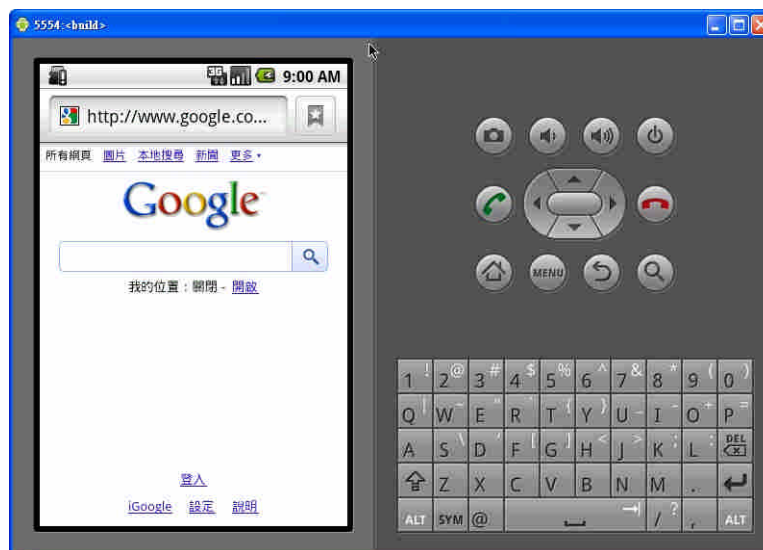 5554:<build>
3G 9:00 AM
http://www.google.co...
所有網頁 圖片 本地搜尋 新聞 更多
Google
我的位置：關閉 - 開啟
登入
iGoogle 設定 說明
MENU
1 ! 2 @ 3 # 4 $ 5 % 6 ^ 7 & 8 * 9 ( 0 )
Q | W ~ E " R ` T { Y } U _ I - O + P =
A S \ D ' F [ G ] H < J > K ; L : DEL
Z X C V B N M .
ALT SYM @ / ? , ALT